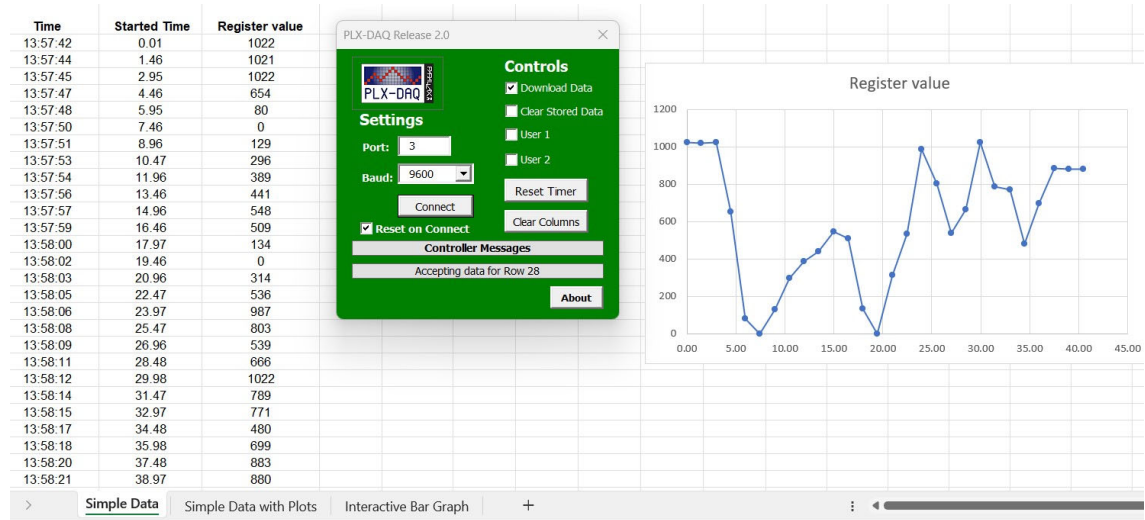 Time Started Time Register value
13:57:42 0.01 1022
13:57:44 1.46 1021
13:57:45 2.95 1022
13:57:47 4.46 654
13:57:48 5.95 80
13:57:50 7.46 0
13:57:51 8.96 129
13:57:53 10.47 296
13:57:54 11.96 389
13:57:56 13.46 441
13:57:57 14.96 548
13:57:59 16.46 509
13:58:00 17.97 134
13:58:02 19.46 0
13:58:03 20.96 314
13:58:05 22.47 536
13:58:06 23.97 987
13:58:08 25.47 803
13:58:09 26.96 539
13:58:11 28.48 666
13:58:12 29.98 1022
13:58:14 31.47 789
13:58:15 32.97 771
13:58:17 34.48 480
13:58:18 35.98 699
13:58:20 37.48 883
13:58:21 38.97 880
PLX-DAQ Release 2.0
PLX-DAQ
PARALLAX
Settings
Port: 3
Baud: 9600
Connect
Reset on Connect
Controls
Download Data
Clear Stored Data
User 1
User 2
Reset Timer
Clear Columns
Controller Messages
Accepting data for Row 28
About
Register value
1200
1000
800
600
400
200
0
0.00 5.00 10.00 15.00 20.00 25.00 30.00 35.00 40.00 45.00
Simple Data Simple Data with Plots Interactive Bar Graph +